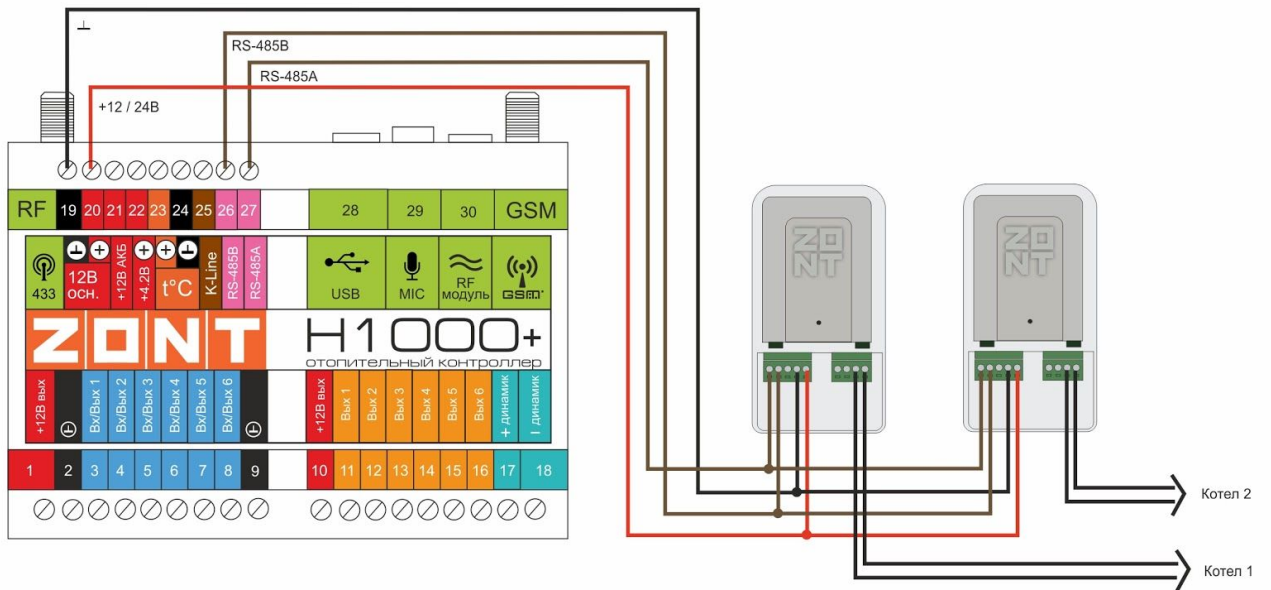 ⊥
RS-485B
RS-485A
+12 / 24В
RF 19 20 21 22 23 24 25 26 27 28 29 30 GSM
433
12В
осн.
+12В АКБ
+4.2В
t°C
K-Line
RS-485B
RS-485A
USB
MIC
RF
модуль
GSM
ZONT
H1000+
отопительный контроллер
+12В вых
Вх/Вых 1
Вх/Вых 2
Вх/Вых 3
Вх/Вых 4
Вх/Вых 5
Вх/Вых 6
+12В вых
Вых 1
Вых 2
Вых 3
Вых 4
Вых 5
Вых 6
+ динамик
– динамик
1 2 3 4 5 6 7 8 9 10 11 12 13 14 15 16 17 18
ZO
NT
ZO
NT
Котел 2
Котел 1